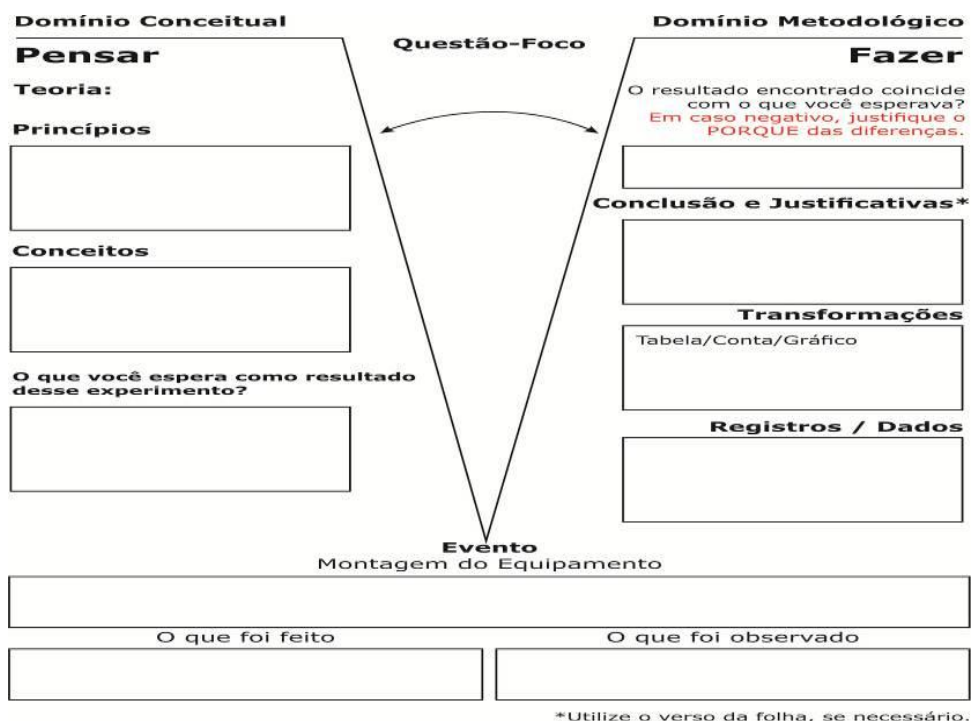 Domínio Conceitual
Pensar
Teoria:
Princípios
Conceitos
O que você espera como resultado
desse experimento?
Questão-Foco
Domínio Metodológico
Fazer
O resultado encontrado coincide
com o que você esperava?
Em caso negativo, justifique o
PORQUE das diferenças.
Conclusão e Justificativas*
Transformações
Tabela/Conta/Gráfico
Registros / Dados
Evento
Montagem do Equipamento
O que foi feito
O que foi observado
*Utilize o verso da folha, se necessário.